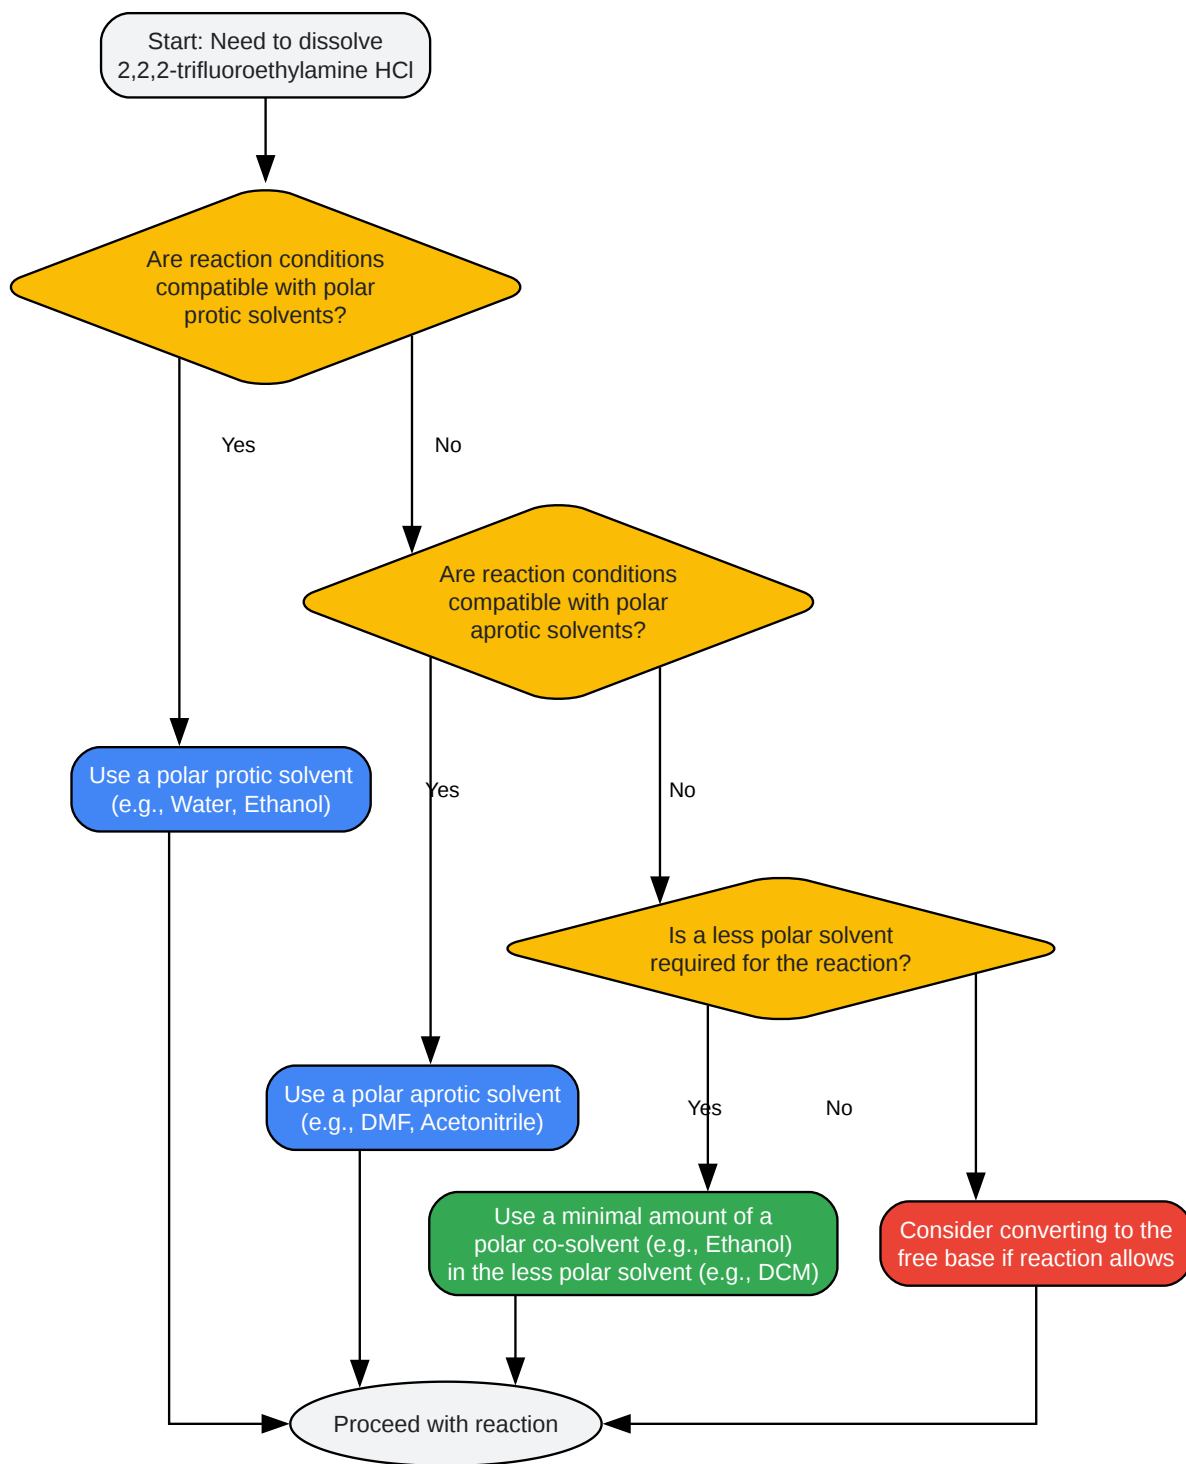 Start: Need to dissolve
2,2,2-trifluoroethylamine HCl
Are reaction conditions
compatible with polar
protic solvents?
Yes
No
Are reaction conditions
compatible with polar
aprotic solvents?
Use a polar protic solvent
(e.g., Water, Ethanol)
Yes
No
Is a less polar solvent
required for the reaction?
Use a polar aprotic solvent
(e.g., DMF, Acetonitrile)
Yes
No
Use a minimal amount of a
polar co-solvent (e.g., Ethanol)
in the less polar solvent (e.g., DCM)
Consider converting to the
free base if reaction allows
Proceed with reaction